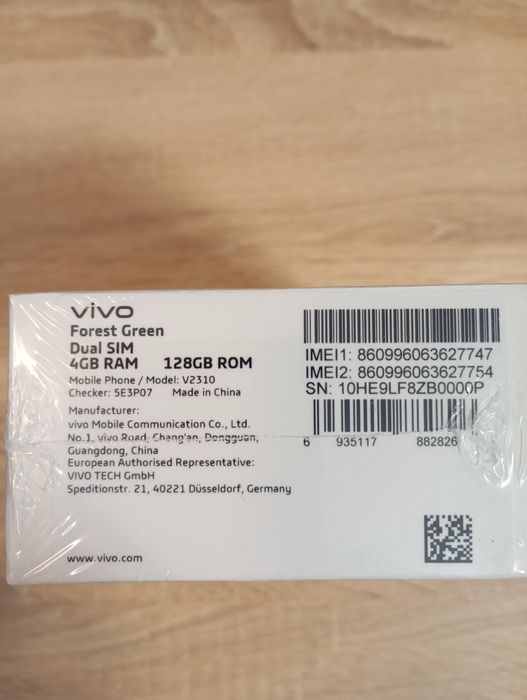 vivo
Forest Green
Dual SIM
4GB RAM 128GB ROM
Mobile Phone / Model: V2310
Checker: 5E3P07 Made in China
Manufacturer:
vivo Mobile Communication Co., Ltd.
No.1, vivo Road, Chang'an, Dongguan,
Guangdong, China
European Authorised Representative:
VIVO TECH GmbH
Speditionstr. 21, 40221 Düsseldorf, Germany
www.vivo.com
IMEI1: 860996063627747
IMEI2: 860996063627754
SN: 10HE9LF8ZB0000P
6 935117 882826